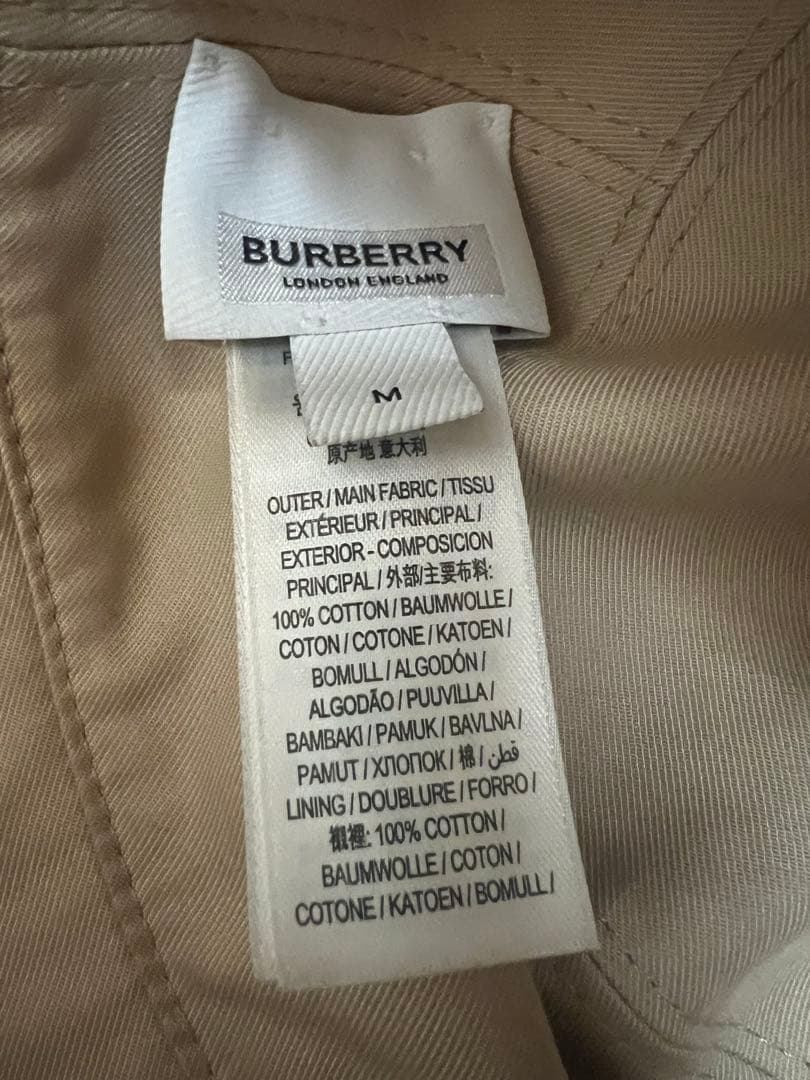 BURBERRY
LONDON ENGLAND
M
原产地 意大利
OUTER / MAIN FABRIC / TISSU
EXTÉRIEUR / PRINCIPAL /
EXTERIOR - COMPOSICION
PRINCIPAL / 外部/主要布料:
100% COTTON / BAUMWOLLE /
COTON / COTONE / KATOEN /
BOMULL / ALGODÓN /
ALGODÃO / PUUVILLA /
BAMBAKI / PAMUK / BAVLNA /
PAMUT / ХЛОПОК / 棉 / قطن
LINING / DOUBLURE / FORRO /
襯裡: 100% COTTON /
BAUMWOLLE / COTON /
COTONE / KATOEN / BOMULL /